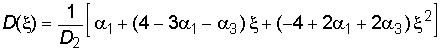 D(ξ) = 1/D₂ [ α₁ + (4 − 3α₁ − α₃) ξ + (−4 + 2α₁ + 2α₃) ξ² ]